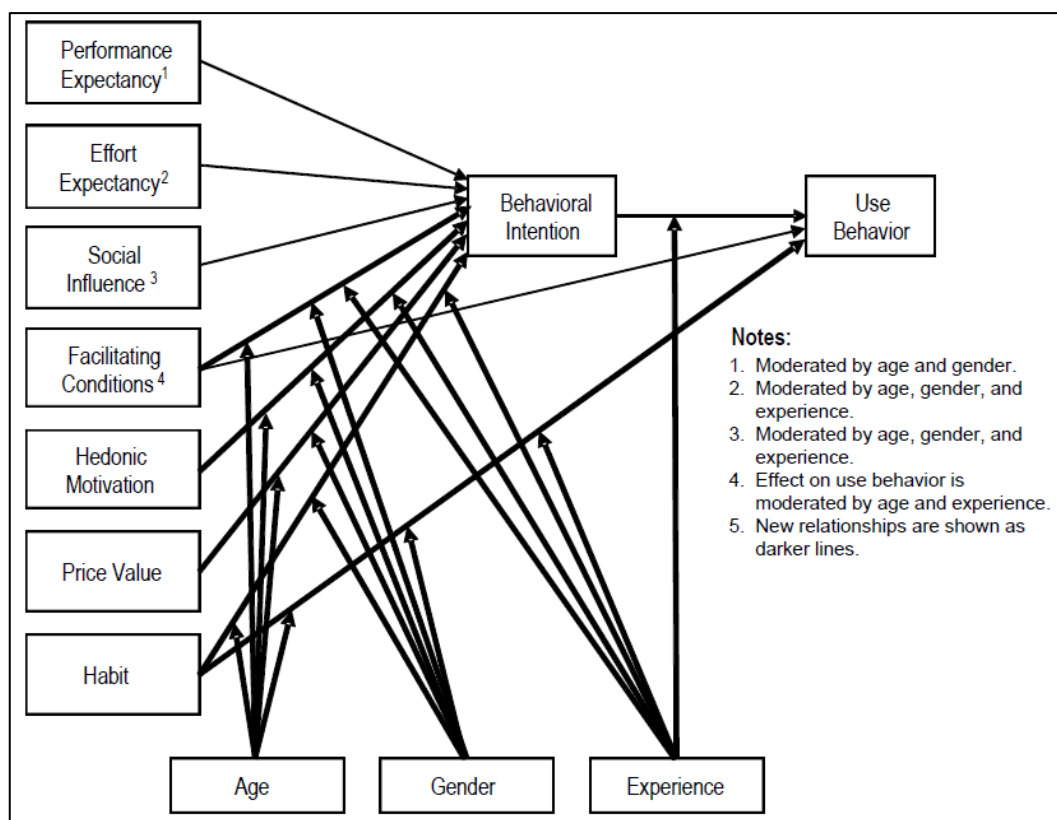 Performance
Expectancy1
Effort
Expectancy2
Social
Influence 3
Facilitating
Conditions 4
Hedonic
Motivation
Price Value
Habit
Behavioral
Intention
Use
Behavior
Notes:
1. Moderated by age and gender.
2. Moderated by age, gender, and
experience.
3. Moderated by age, gender, and
experience.
4. Effect on use behavior is
moderated by age and experience.
5. New relationships are shown as
darker lines.
Age
Gender
Experience